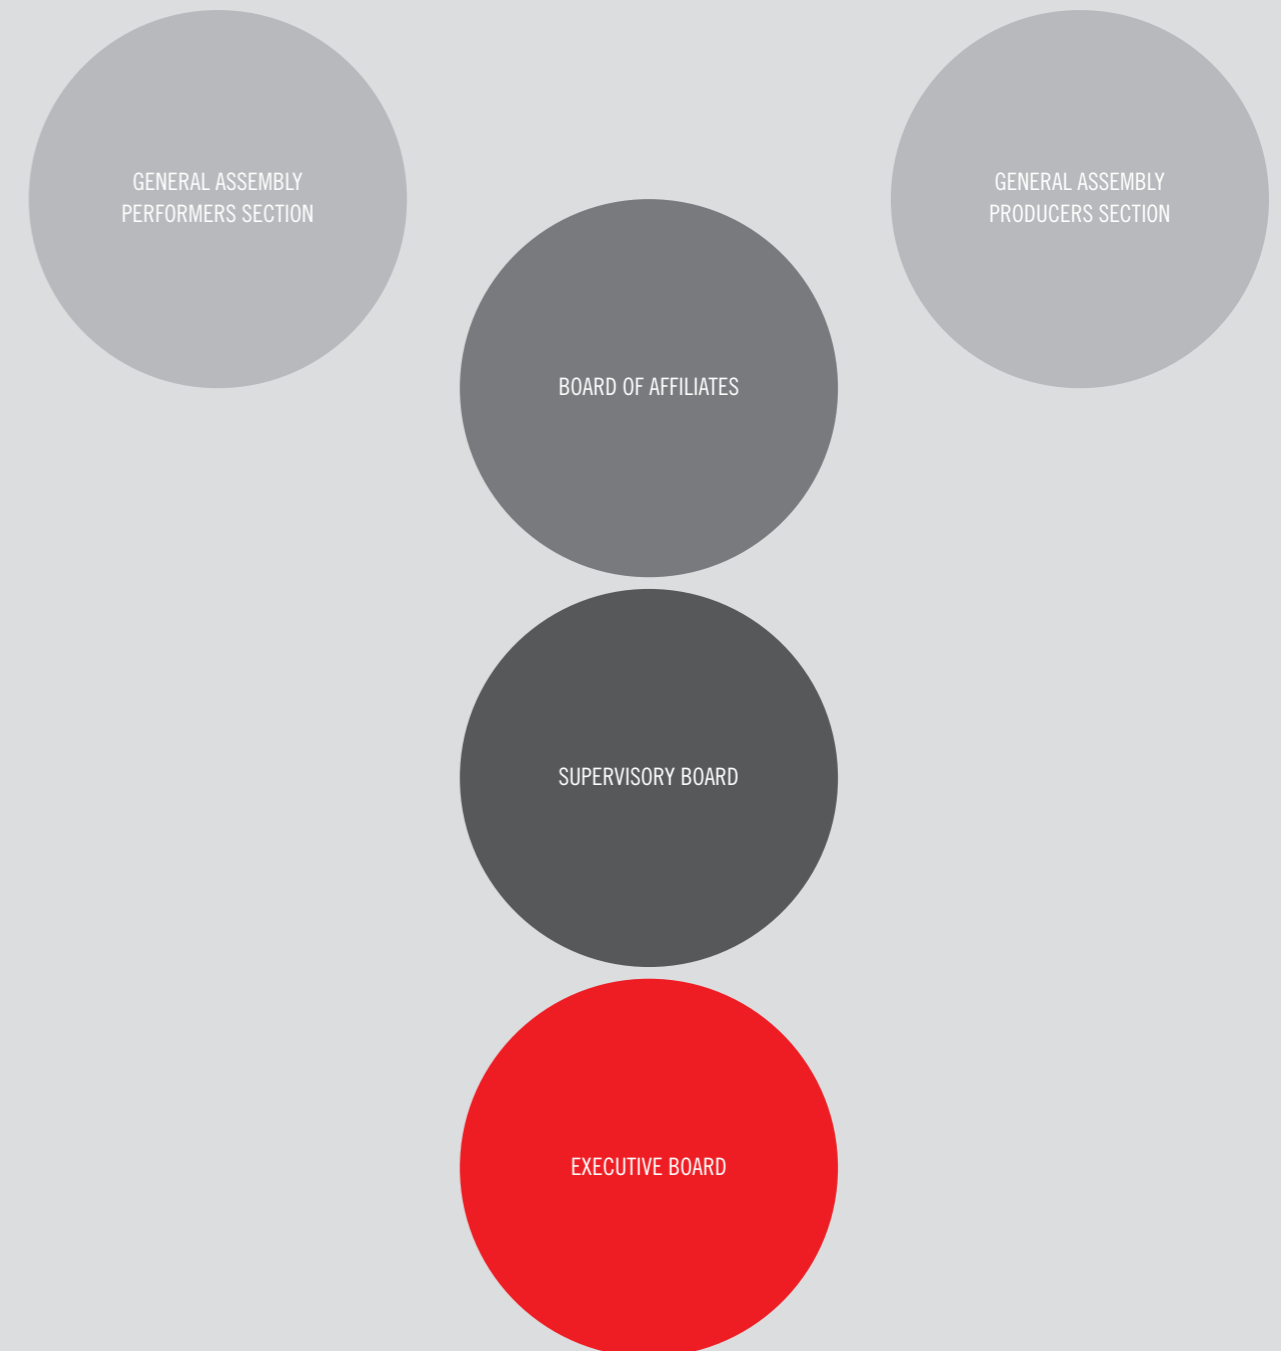 GENERAL ASSEMBLY
PERFORMERS SECTION
GENERAL ASSEMBLY
PRODUCERS SECTION
BOARD OF AFFILIATES
SUPERVISORY BOARD
EXECUTIVE BOARD